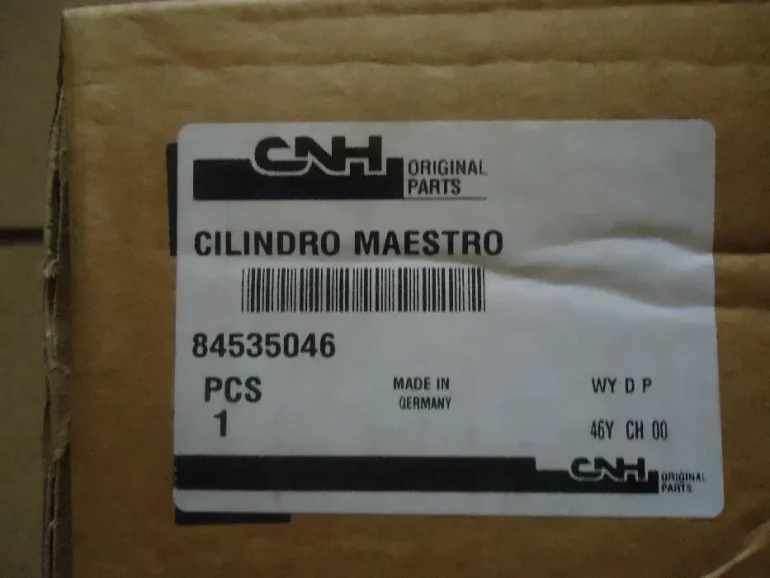 CNH ORIGINAL
PARTS
CILINDRO MAESTRO
84535046
PCS
1
MADE IN
GERMANY
WY D P
46Y CH 00
CNH ORIGINAL
PARTS